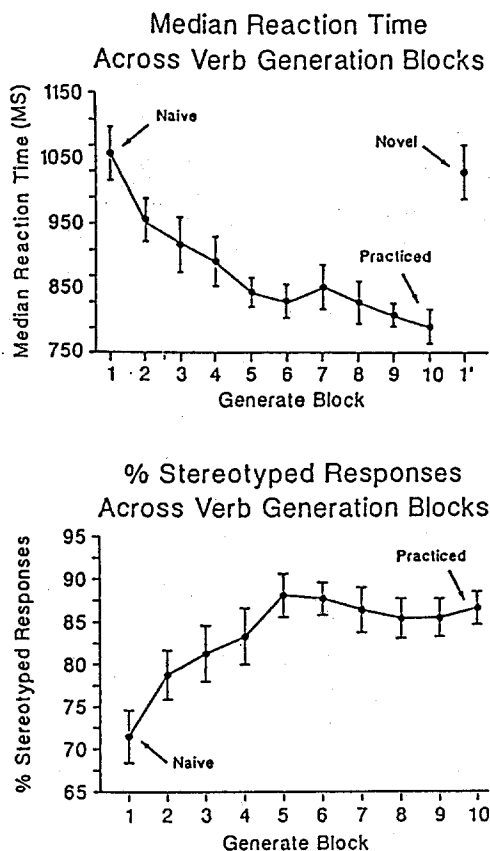 Median Reaction Time
Across Verb Generation Blocks
Median Reaction Time (MS)
1150
1050
950
850
750
Naive
Novel
Practiced
1 2 3 4 5 6 7 8 9 10 1'
Generate Block
% Stereotyped Responses
Across Verb Generation Blocks
% Stereotyped Responses
95
90
85
80
75
70
65
Practiced
Naive
1 2 3 4 5 6 7 8 9 10
Generate Block